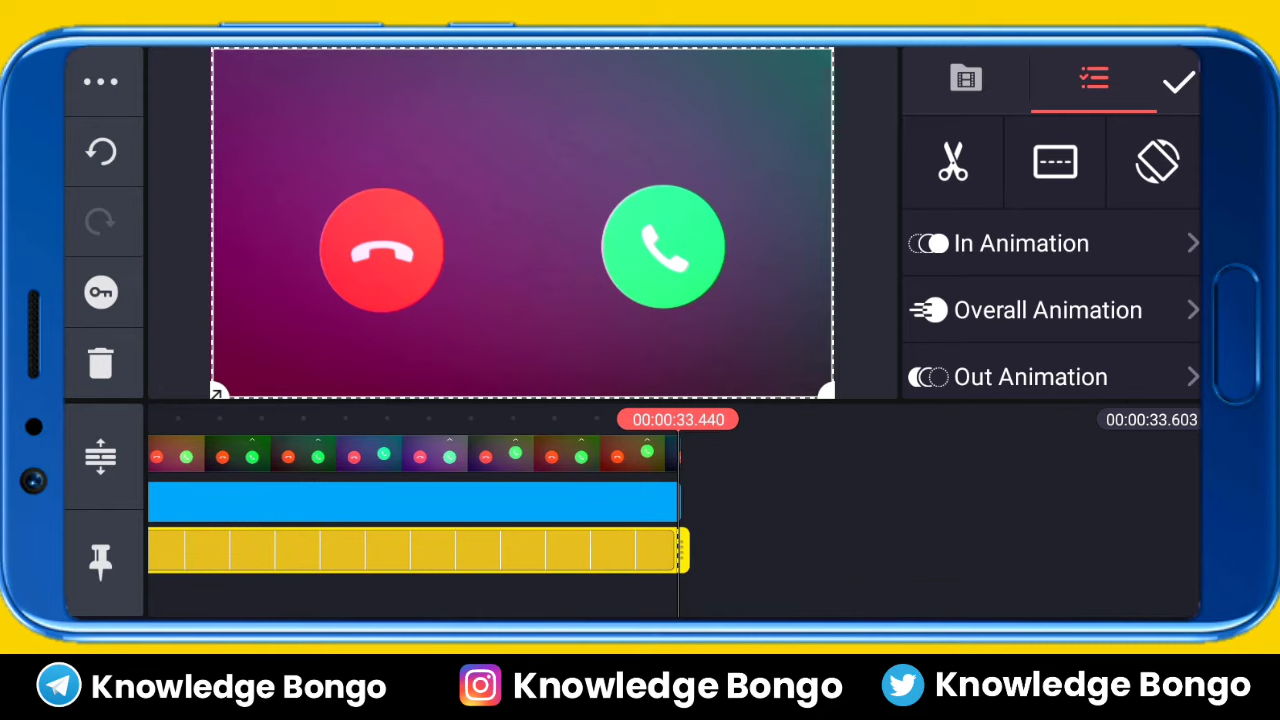 In Animation
Overall Animation
Out Animation
00:00:33.440
00:00:33.603
Knowledge Bongo
Knowledge Bongo
Knowledge Bongo